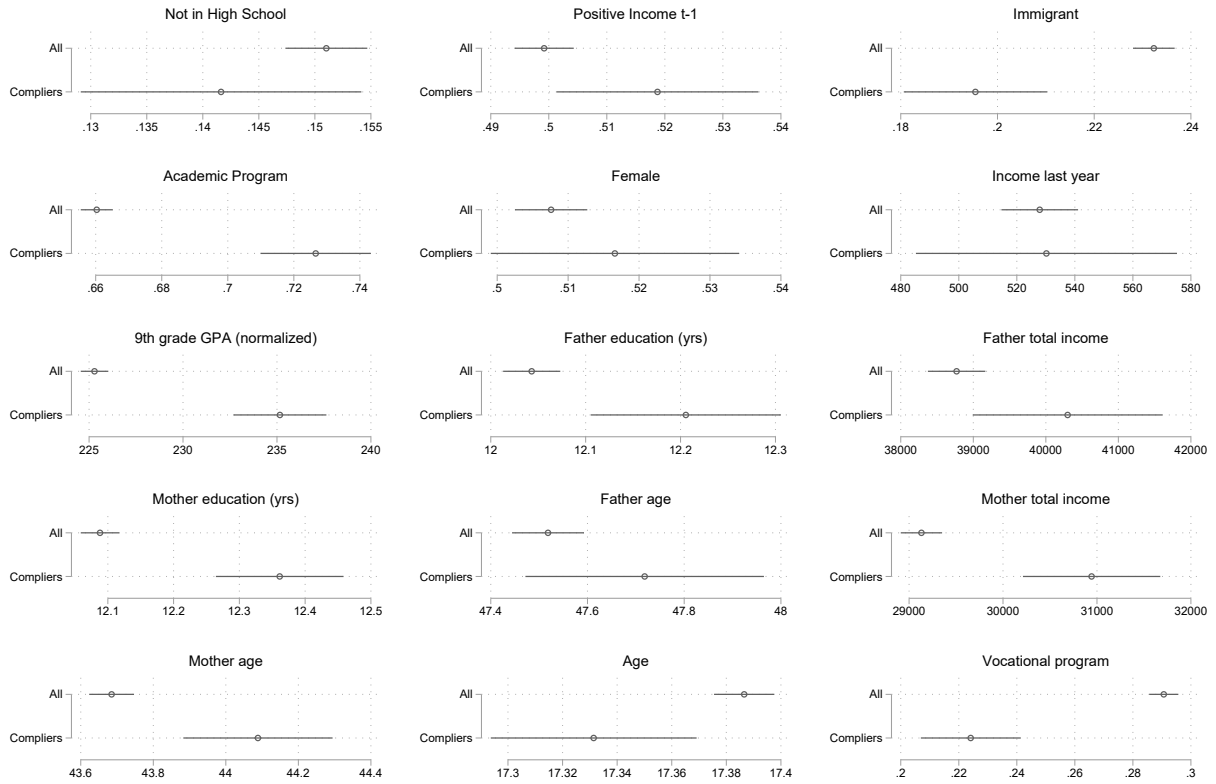 Not in High School
All
Compliers
.13 .135 .14 .145 .15 .155
Positive Income t-1
All
Compliers
.49 .5 .51 .52 .53 .54
Immigrant
All
Compliers
.18 .2 .22 .24
Academic Program
All
Compliers
.66 .68 .7 .72 .74
Female
All
Compliers
.5 .51 .52 .53 .54
Income last year
All
Compliers
480 500 520 540 560 580
9th grade GPA (normalized)
All
Compliers
225 230 235 240
Father education (yrs)
All
Compliers
12 12.1 12.2 12.3
Father total income
All
Compliers
38000 39000 40000 41000 42000
Mother education (yrs)
All
Compliers
12.1 12.2 12.3 12.4 12.5
Father age
All
Compliers
47.4 47.6 47.8 48
Mother total income
All
Compliers
29000 30000 31000 32000
Mother age
All
Compliers
43.6 43.8 44 44.2 44.4
Age
All
Compliers
17.3 17.32 17.34 17.36 17.38 17.4
Vocational program
All
Compliers
.2 .22 .24 .26 .28 .3